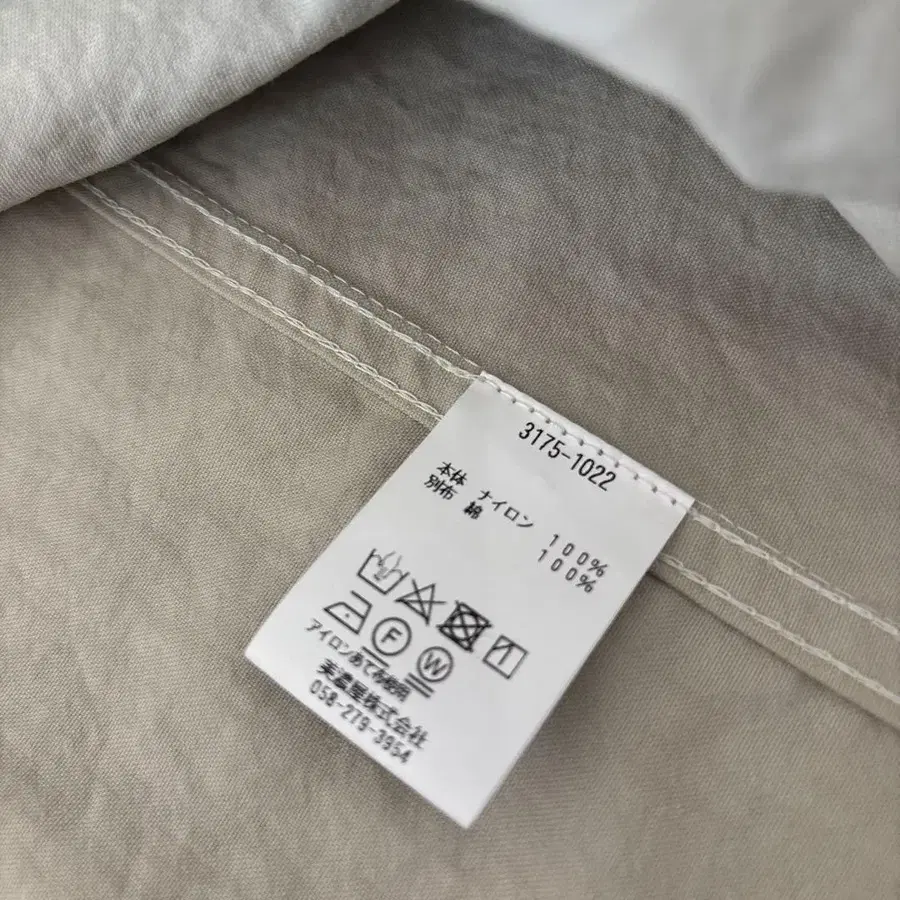 3175-1022
本体 ナイロン 100%
別布 綿 100%
F W
アイロンあて布使用
美濃屋株式会社
058-279-3954